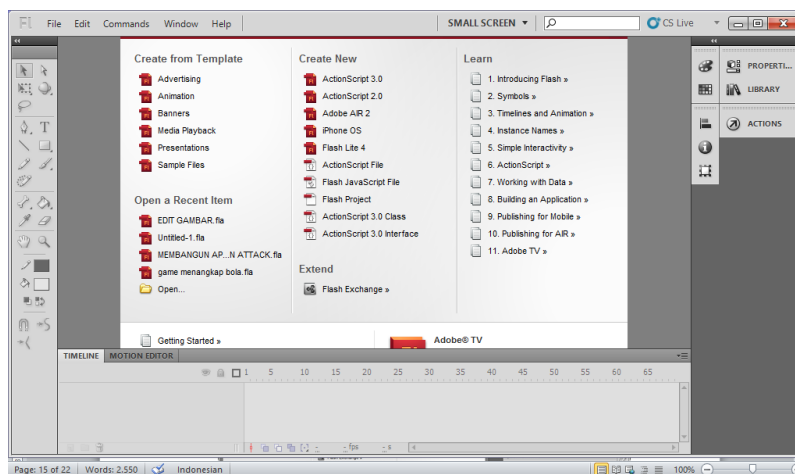 Fl File Edit Commands Window Help SMALL SCREEN CS Live
Create from Template
Advertising
Animation
Banners
Media Playback
Presentations
Sample Files
Open a Recent Item
EDIT GAMBAR.fla
Untitled-1.fla
MEMBANGUN AP...N ATTACK.fla
game menangkap bola.fla
Open...
Create New
ActionScript 3.0
ActionScript 2.0
Adobe AIR 2
iPhone OS
Flash Lite 4
ActionScript File
Flash JavaScript File
Flash Project
ActionScript 3.0 Class
ActionScript 3.0 Interface
Extend
Flash Exchange »
Learn
1. Introducing Flash »
2. Symbols »
3. Timelines and Animation »
4. Instance Names »
5. Simple Interactivity »
6. ActionScript »
7. Working with Data »
8. Building an Application »
9. Publishing for Mobile »
10. Publishing for AIR »
11. Adobe TV »
Getting Started »
Adobe® TV
PROPERTI...
LIBRARY
ACTIONS
TIMELINE MOTION EDITOR
1 5 10 15 20 25 30 35 40 45 50 55 60 65
- fps - s
Page: 15 of 22 Words: 2.550 Indonesian 100%